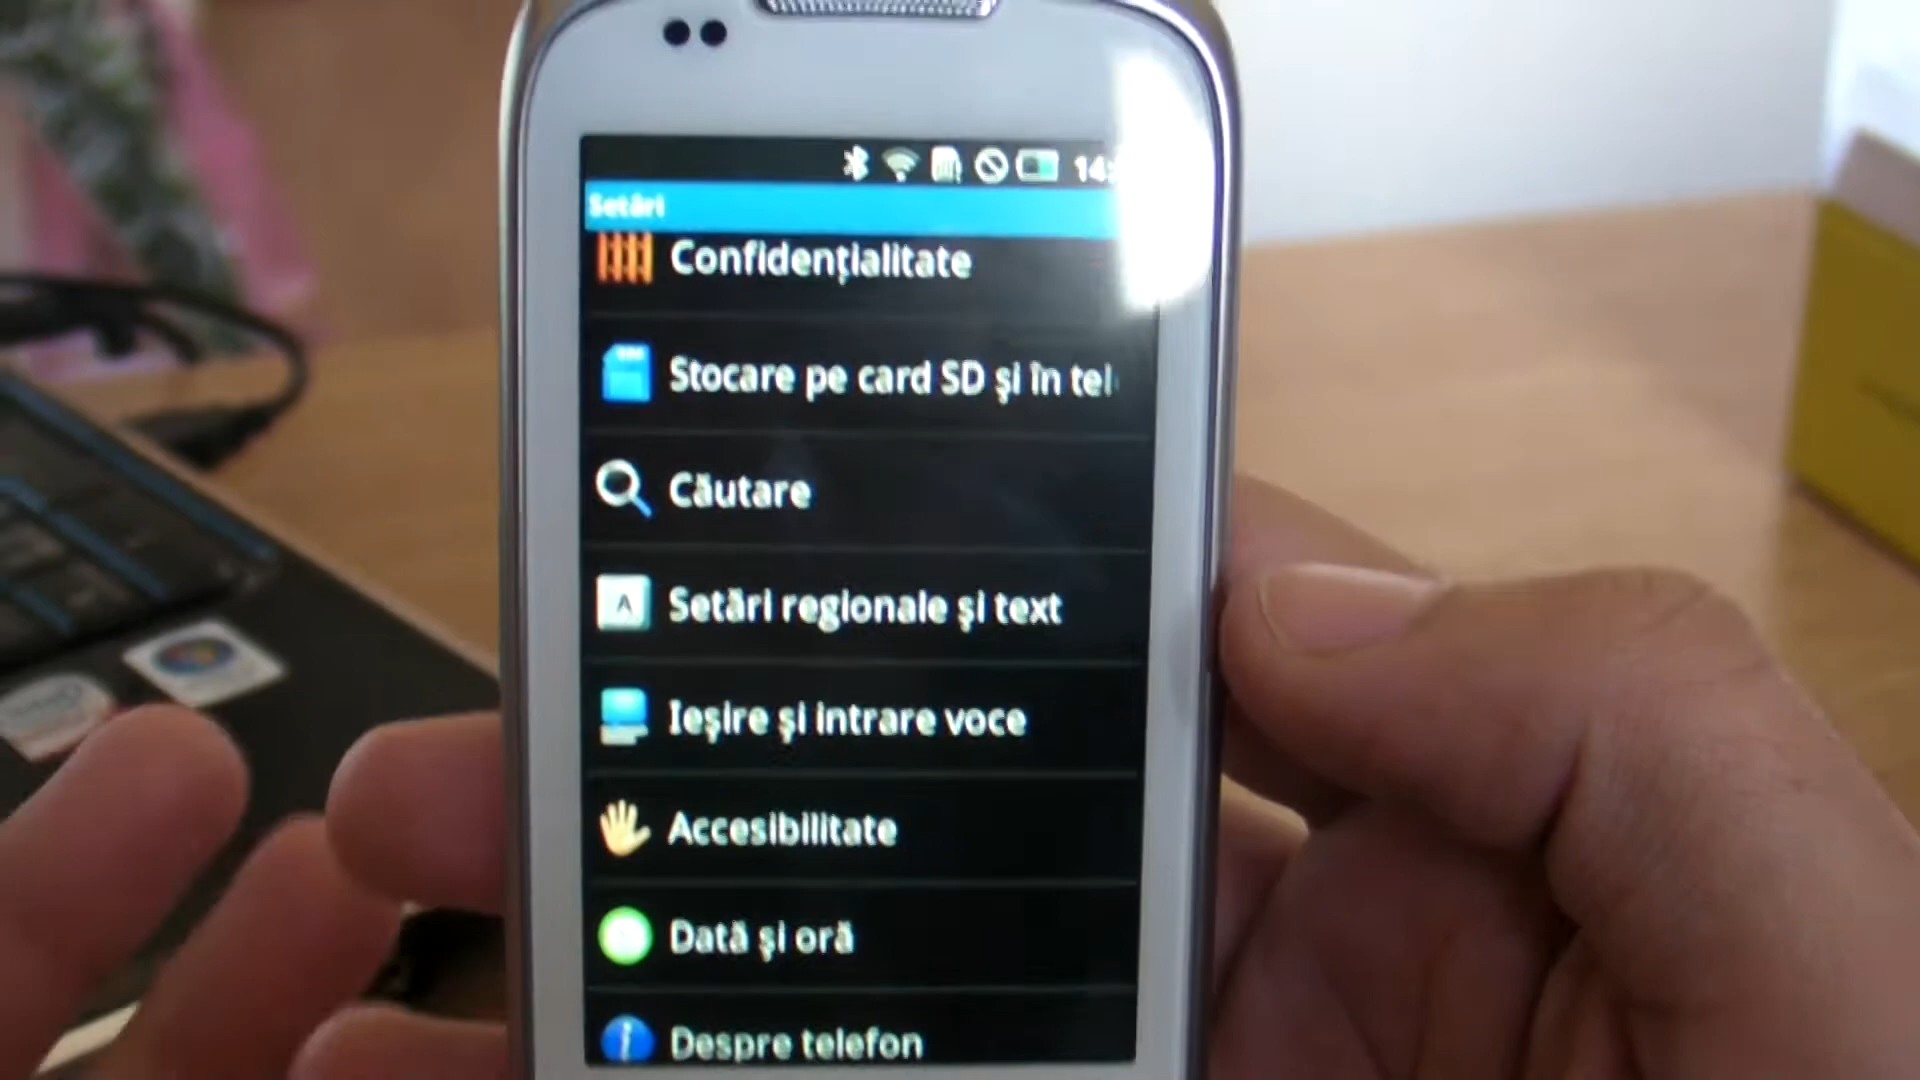 14:
Setări
Confidențialitate
Stocare pe card SD și în tel
Căutare
Setări regionale și text
A
Ieșire și intrare voce
Accesibilitate
Dată și oră
Despre telefon